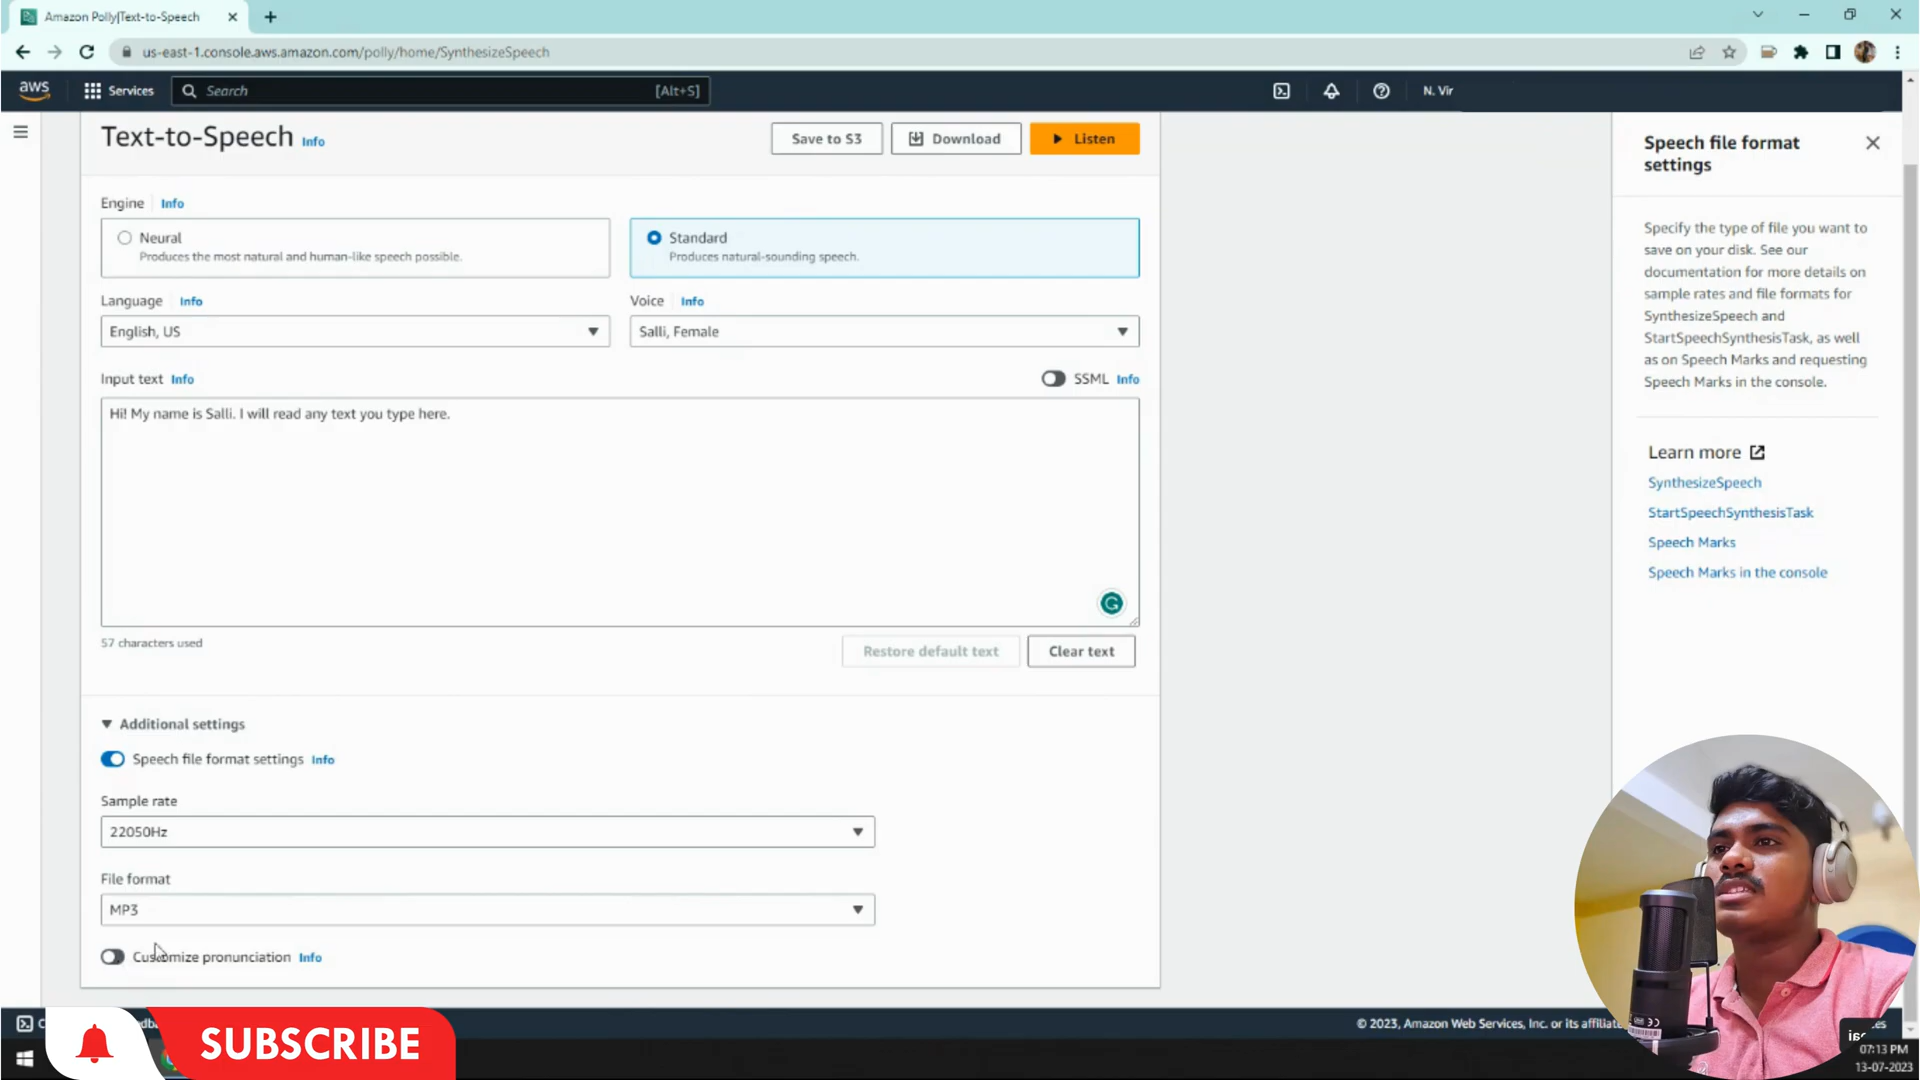 Amazon Polly|Text-to-Speech
us-east-1.console.aws.amazon.com/polly/home/SynthesizeSpeech
aws
Services
Search
[Alt+S]
N. Vir
Text-to-Speech Info
Save to S3
Download
Listen
Engine Info
Neural
Produces the most natural and human-like speech possible.
Standard
Produces natural-sounding speech.
Language Info
English, US
Voice Info
Salli, Female
Input text Info
SSML Info
Hi! My name is Salli. I will read any text you type here.
57 characters used
Restore default text
Clear text
Additional settings
Speech file format settings Info
Sample rate
22050Hz
File format
MP3
Customize pronunciation Info
Speech file format
settings
Specify the type of file you want to
save on your disk. See our
documentation for more details on
sample rates and file formats for
SynthesizeSpeech and
StartSpeechSynthesisTask, as well
as on Speech Marks and requesting
Speech Marks in the console.
Learn more
SynthesizeSpeech
StartSpeechSynthesisTask
Speech Marks
Speech Marks in the console
© 2023, Amazon Web Services, Inc. or its affiliate
SUBSCRIBE
07:13 PM
13-07-2023